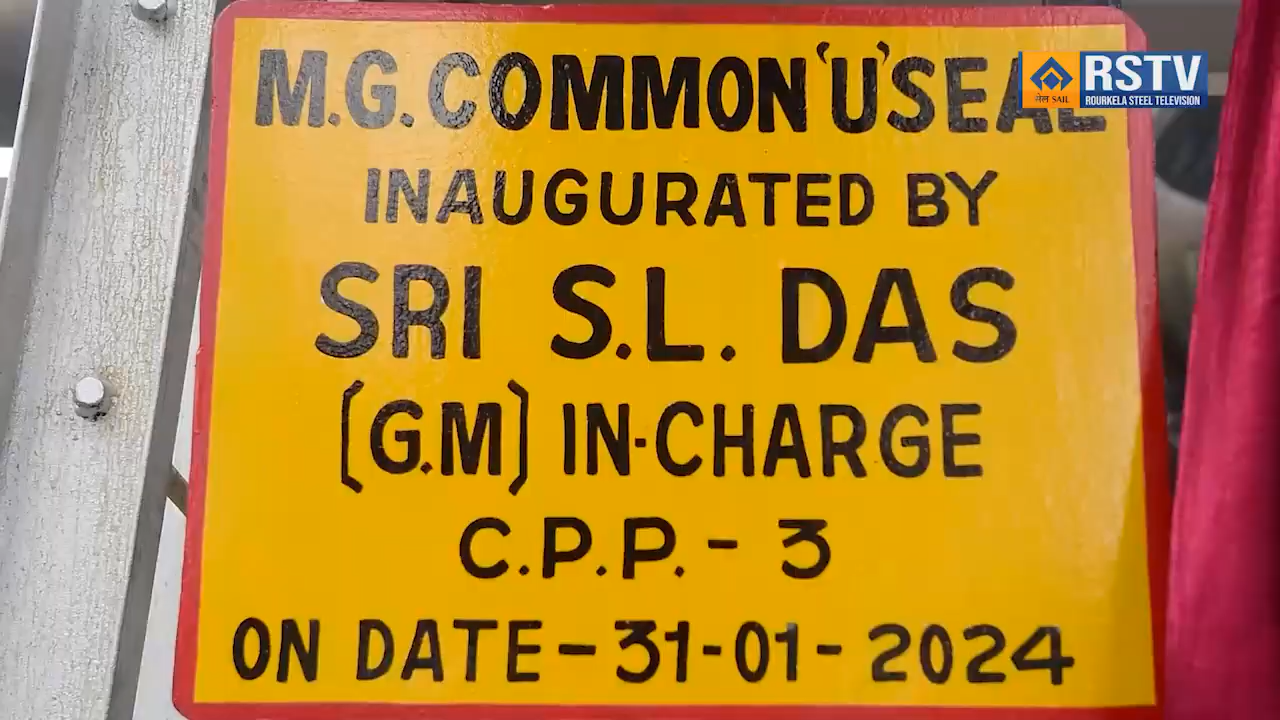 M.G. COMMON 'U' SEAL
INAUGURATED BY
SRI S.L. DAS
(G.M) IN-CHARGE
C.P.P. - 3
ON DATE - 31-01- 2024
सेल SAIL
RSTV
ROURKELA STEEL TELEVISION